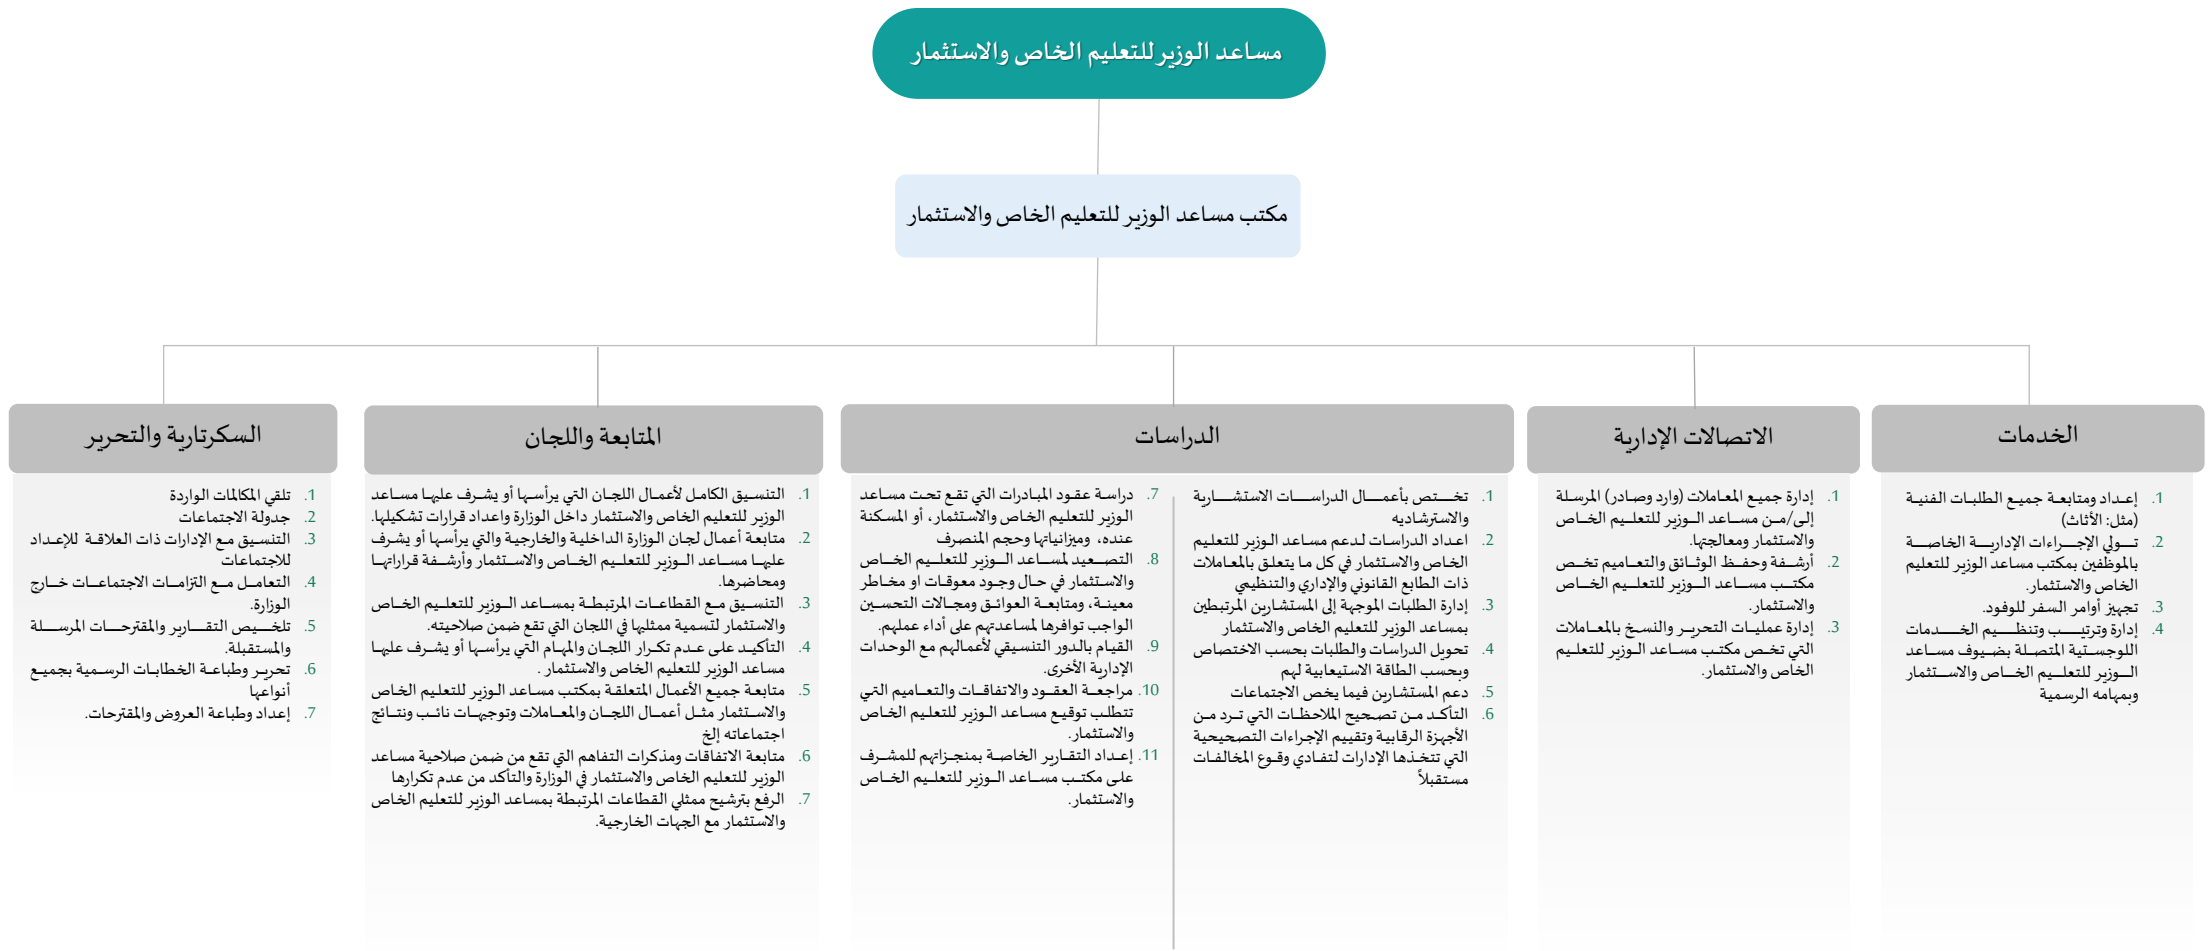 مساعد الوزير للتعليم الخاص والاستثمار
مكتب مساعد الوزير للتعليم الخاص والاستثمار
الخدمات
1. إعداد ومتابعة جميع الطلبات الفنية
(مثل: الأثاث)
2. تولي الإجراءات الإدارية الخاصة
بالموظفين بمكتب مساعد الوزير للتعليم
الخاص والاستثمار.
3. تجهيز أوامر السفر للوفود.
4. إدارة وترتيب وتنظيم الخدمات
اللوجستية المتصلة بضيوف مساعد
الوزير للتعليم الخاص والاستثمار
وبمهامه الرسمية
الاتصالات الإدارية
1. إدارة جميع المعاملات (وارد وصادر) المرسلة
إلى/من مساعد الوزير للتعليم الخاص
والاستثمار ومعالجتها.
2. أرشفة وحفظ الوثائق والتعاميم تخص
مكتب مساعد الوزير للتعليم الخاص
والاستثمار.
3. إدارة عمليات التحرير والنسخ بالمعاملات
التي تخص مكتب مساعد الوزير للتعليم
الخاص والاستثمار.
الدراسات
1. تختص بأعمال الدراسات الاستشارية
والاسترشاديه
2. اعداد الدراسات لدعم مساعد الوزير للتعليم
الخاص والاستثمار في كل ما يتعلق بالمعاملات
ذات الطابع القانوني والإداري والتنظيمي
3. إدارة الطلبات الموجهة إلى المستشارين المرتبطين
بمساعد الوزير للتعليم الخاص والاستثمار
4. تحويل الدراسات والطلبات بحسب الاختصاص
وبحسب الطاقة الاستيعابية لهم
5. دعم المستشارين فيما يخص الاجتماعات
6. التأكد من تصحيح الملاحظات التي ترد من
الأجهزة الرقابية وتقييم الإجراءات التصحيحية
التي تتخذها الإدارات لتفادي وقوع المخالفات
مستقبلاً
7. دراسة عقود المبادرات التي تقع تحت مساعد
الوزير للتعليم الخاص والاستثمار، أو المسكنة
عنده، وميزانياتها وحجم المنصرف
8. التصعيد لمساعد الوزير للتعليم الخاص
والاستثمار في حال وجود معوقات او مخاطر
معينة، ومتابعة العوائق ومجالات التحسين
الواجب توافرها لمساعدتهم على أداء عملهم.
9. القيام بالدور التنسيقي لأعمالهم مع الوحدات
الإدارية الأخرى.
10. مراجعة العقود والاتفاقات والتعاميم التي
تتطلب توقيع مساعد الوزير للتعليم الخاص
والاستثمار.
11. إعداد التقارير الخاصة بمنجزاتهم للمشرف
على مكتب مساعد الوزير للتعليم الخاص
والاستثمار.
المتابعة واللجان
1. التنسيق الكامل لأعمال اللجان التي يرأسها أو يشرف عليها مساعد
الوزير للتعليم الخاص والاستثمار داخل الوزارة واعداد قرارات تشكيلها.
2. متابعة أعمال لجان الوزارة الداخلية والخارجية والتي يرأسها أو يشرف
عليها مساعد الوزير للتعليم الخاص والاستثمار وأرشفة قراراتها
ومحاضرها.
3. التنسيق مع القطاعات المرتبطة بمساعد الوزير للتعليم الخاص
والاستثمار لتسمية ممثليها في اللجان التي تقع ضمن صلاحيته.
4. التأكيد على عدم تكرار اللجان والمهام التي يرأسها أو يشرف عليها
مساعد الوزير للتعليم الخاص والاستثمار .
5. متابعة جميع الأعمال المتعلقة بمكتب مساعد الوزير للتعليم الخاص
والاستثمار مثل أعمال اللجان والمعاملات وتوجيهات نائب ونتائج
اجتماعاته إلخ
6. متابعة الاتفاقات ومذكرات التفاهم التي تقع من ضمن صلاحية مساعد
الوزير للتعليم الخاص والاستثمار في الوزارة والتأكد من عدم تكرارها
7. الرفع بترشيح ممثلي القطاعات المرتبطة بمساعد الوزير للتعليم الخاص
والاستثمار مع الجهات الخارجية.
السكرتارية والتحرير
1. تلقي المكالمات الواردة
2. جدولة الاجتماعات
3. التنسيق مع الإدارات ذات العلاقة للإعداد
للاجتماعات
4. التعامل مع التزامات الاجتماعات خارج
الوزارة.
5. تلخيص التقارير والمقترحات المرسلة
والمستقبلة.
6. تحرير وطباعة الخطابات الرسمية بجميع
أنواعها
7. إعداد وطباعة العروض والمقترحات.